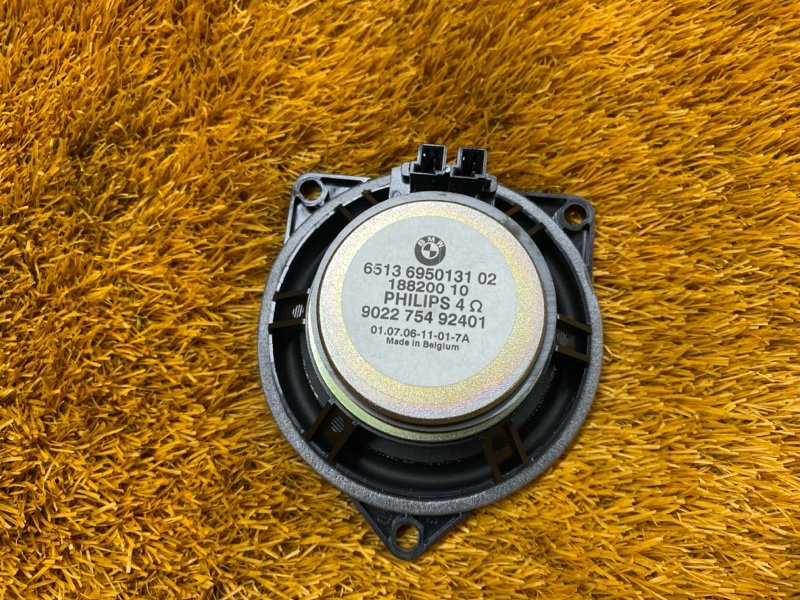 BMW
6513 6950131 02
188200 10
PHILIPS 4 Ω
9022 754 92401
01.07.06-11-01-7A
Made in Belgium